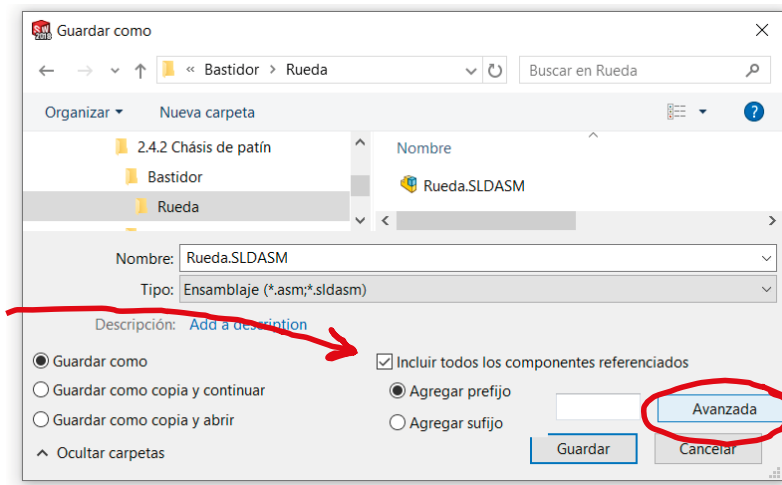 SW
2018
Guardar como
« Bastidor > Rueda
Buscar en Rueda
Organizar
Nueva carpeta
?
2.4.2 Chásis de patín
Bastidor
Rueda
Nombre
Rueda.SLDASM
Nombre: Rueda.SLDASM
Tipo: Ensamblaje (*.asm;*.sldasm)
Descripción: Add a description
Guardar como
Guardar como copia y continuar
Guardar como copia y abrir
Ocultar carpetas
Incluir todos los componentes referenciados
Agregar prefijo
Agregar sufijo
Avanzada
Guardar
Cancelar